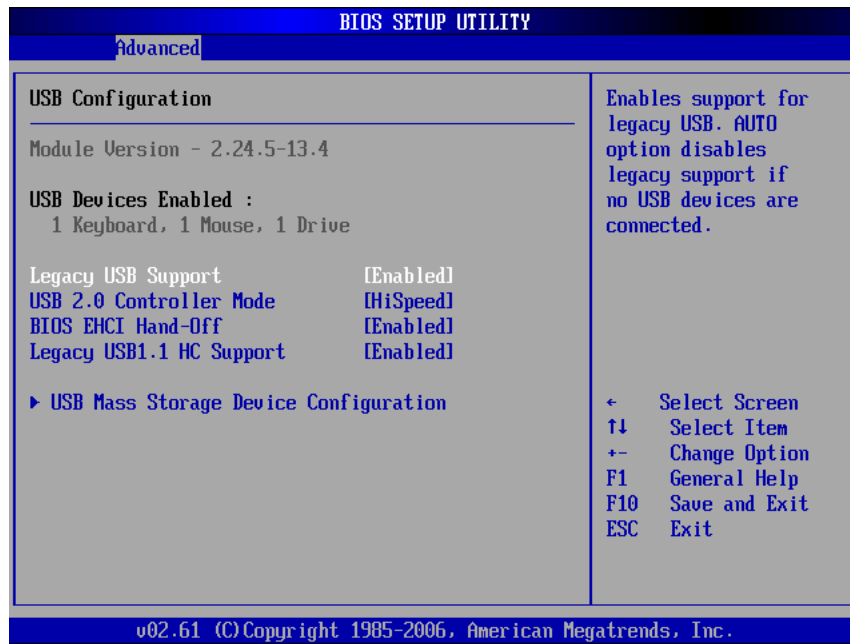 BIOS SETUP UTILITY
Advanced
USB Configuration
Module Version - 2.24.5-13.4
USB Devices Enabled :
1 Keyboard, 1 Mouse, 1 Drive
Legacy USB Support [Enabled]
USB 2.0 Controller Mode [HiSpeed]
BIOS EHCI Hand-Off [Enabled]
Legacy USB1.1 HC Support [Enabled]
▶ USB Mass Storage Device Configuration
Enables support for
legacy USB. AUTO
option disables
legacy support if
no USB devices are
connected.
← Select Screen
↑↓ Select Item
+- Change Option
F1 General Help
F10 Save and Exit
ESC Exit
v02.61 (C)Copyright 1985-2006, American Megatrends, Inc.